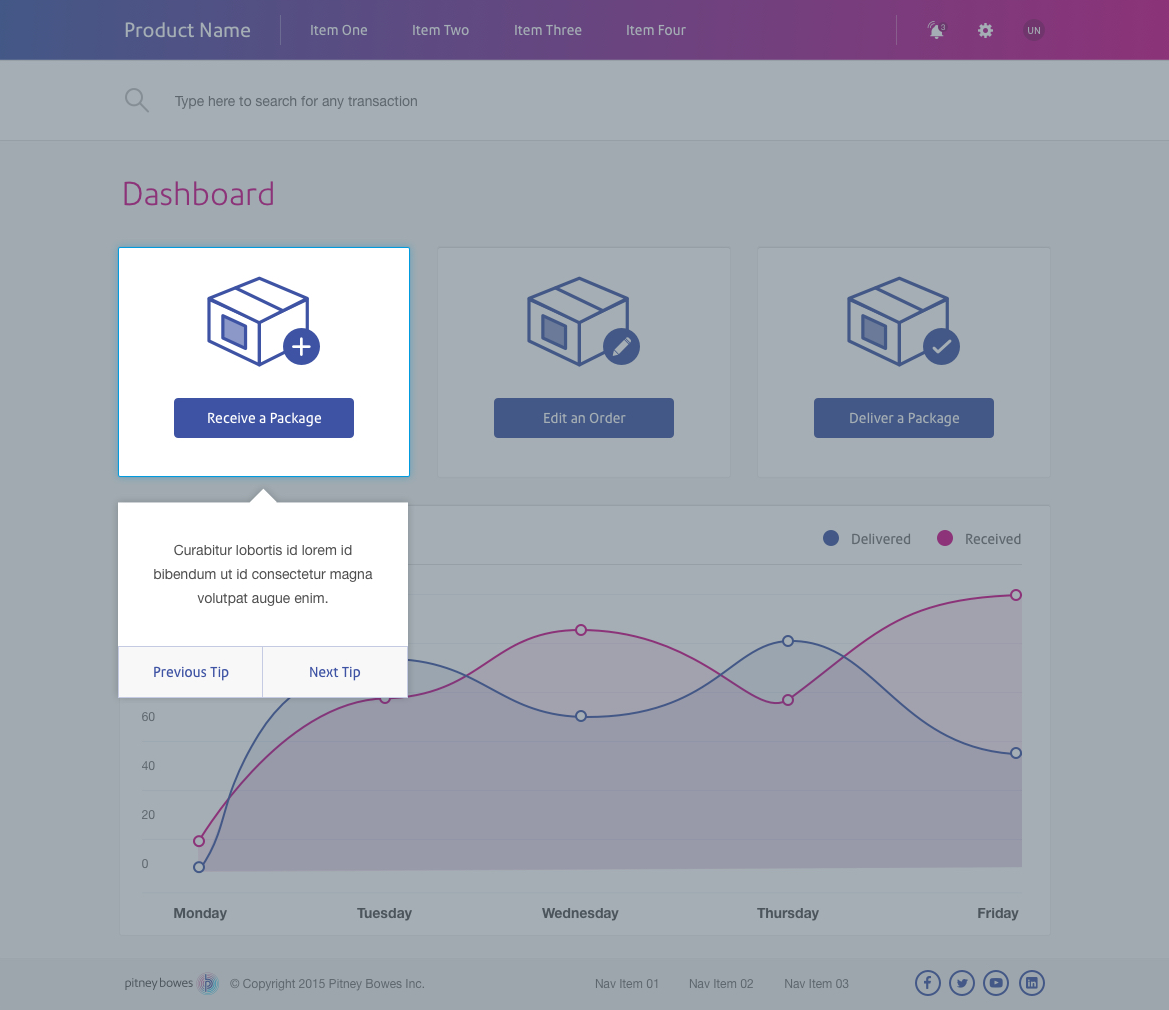 Product Name
Item One
Item Two
Item Three
Item Four
3
UN
Type here to search for any transaction
Dashboard
Receive a Package
Edit an Order
Deliver a Package
Curabitur lobortis id lorem id
bibendum ut id consectetur magna
volutpat augue enim.
Previous Tip
Next Tip
Delivered
Received
60
40
20
0
Monday
Tuesday
Wednesday
Thursday
Friday
pitney bowes
© Copyright 2015 Pitney Bowes Inc.
Nav Item 01
Nav Item 02
Nav Item 03